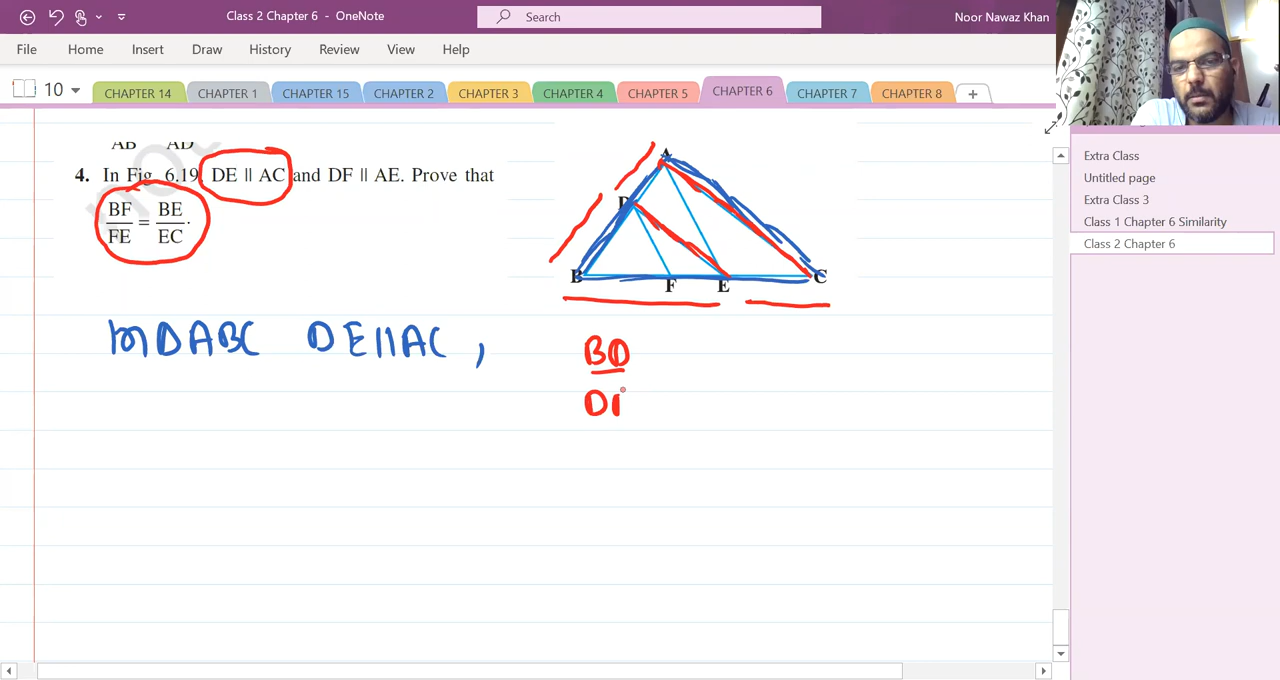 Class 2 Chapter 6 - OneNote
Search
Noor Nawaz Khan
File Home Insert Draw History Review View Help
10
CHAPTER 14 CHAPTER 1 CHAPTER 15 CHAPTER 2 CHAPTER 3 CHAPTER 4 CHAPTER 5 CHAPTER 6 CHAPTER 7 CHAPTER 8 +
Extra Class
Untitled page
Extra Class 3
Class 1 Chapter 6 Similarity
Class 2 Chapter 6
AB AD
4. In Fig. 6.19, DE || AC and DF || AE. Prove that
BF/FE = BE/EC.
A
D
B F E C
In ΔABC DE||AC ,
BD
D